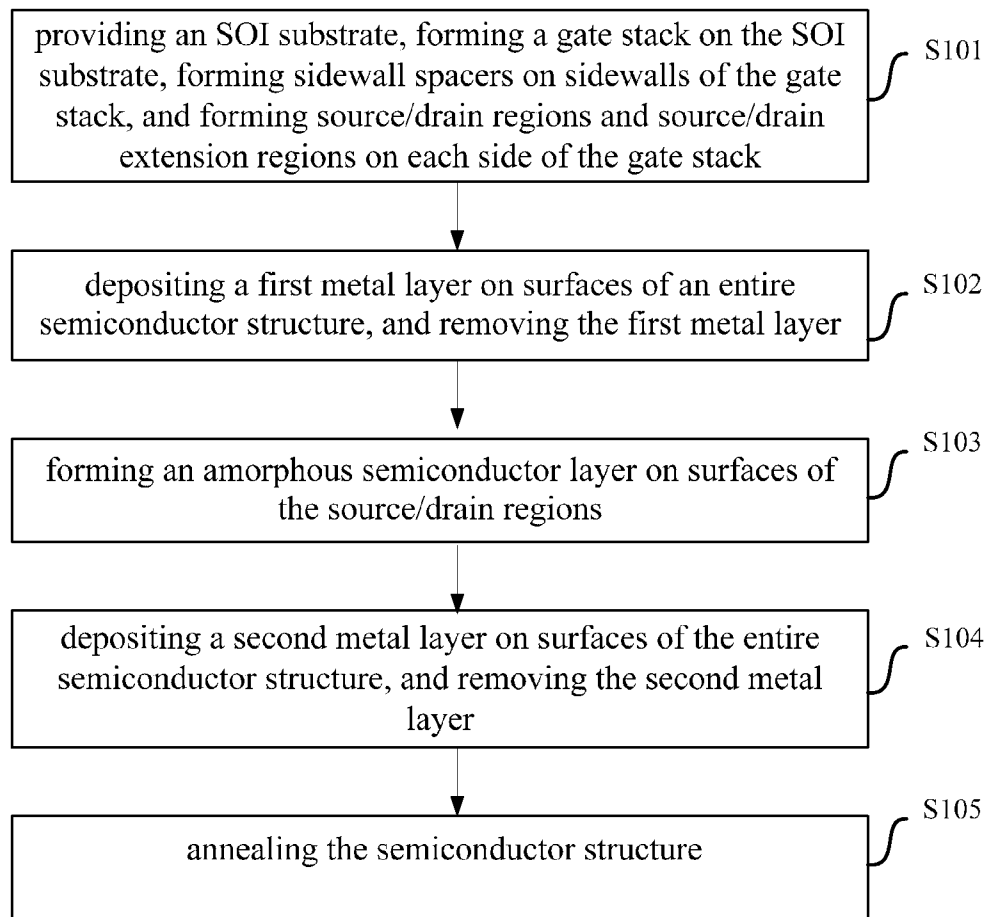 providing an SOI substrate, forming a gate stack on the SOI
substrate, forming sidewall spacers on sidewalls of the gate
stack, and forming source/drain regions and source/drain
extension regions on each side of the gate stack
S101
depositing a first metal layer on surfaces of an entire
semiconductor structure, and removing the first metal layer
S102
forming an amorphous semiconductor layer on surfaces of
the source/drain regions
S103
depositing a second metal layer on surfaces of the entire
semiconductor structure, and removing the second metal
layer
S104
annealing the semiconductor structure
S105